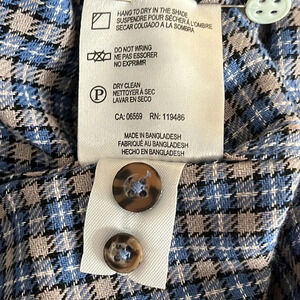 HANG TO DRY IN THE SHADE
SUSPENDRE POUR SÉCHER À L'OMBRE
SECAR COLGADO A LA SOMBRA
DO NOT WRING
NE PAS ESSORER
NO EXPRIMIR
P
DRY CLEAN
NETTOYER À SEC
LAVAR EN SECO
CA: 06569 RN: 119486
MADE IN BANGLADESH
FABRIQUÉ AU BANGLADESH
HECHO EN BANGLADESH